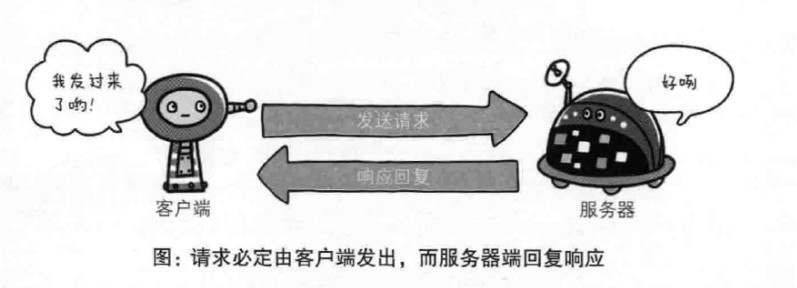 我发过来
了哟!
好咧
发送请求
响应回复
客户端
服务器
图：请求必定由客户端发出，而服务器端回复响应